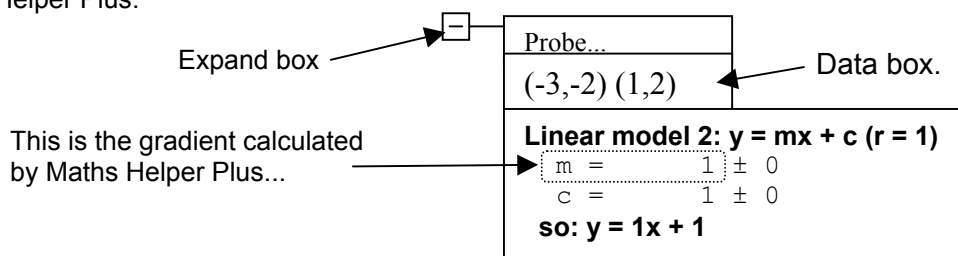 Helper Plus.
Expand box
Probe...
(-3,-2) (1,2)
Data box.
This is the gradient calculated
by Maths Helper Plus...
Linear model 2: y = mx + c (r = 1)
m = 1 ± 0
c = 1 ± 0
so: y = 1x + 1